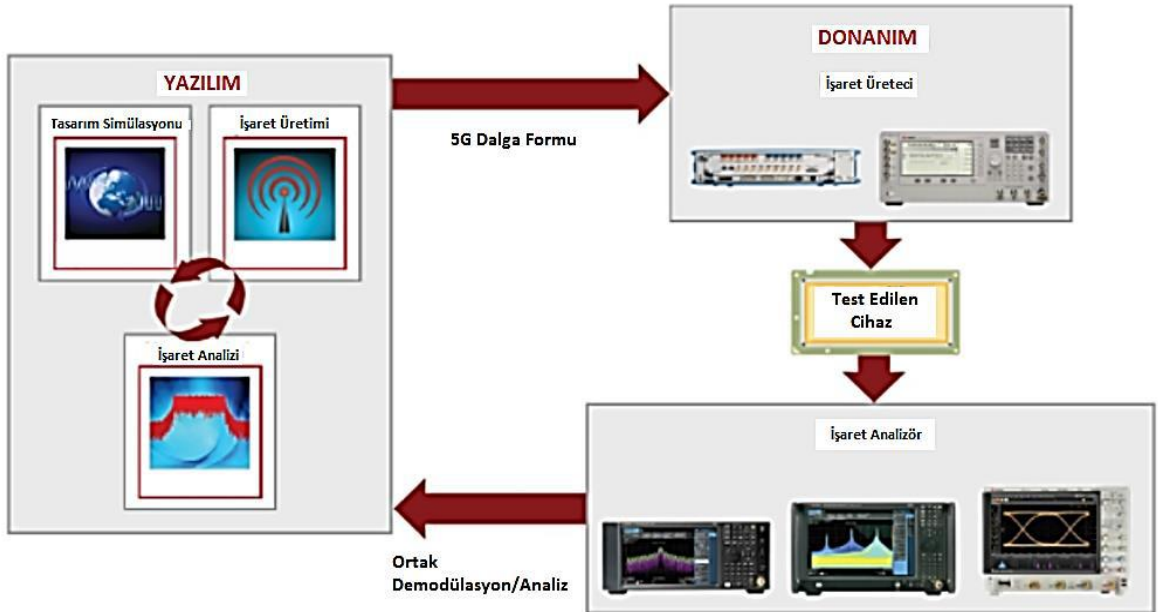 YAZILIM
Tasarım Simülasyonu
İşaret Üretimi
İşaret Analizi
5G Dalga Formu
DONANIM
İşaret Üreteci
Test Edilen
Cihaz
İşaret Analizör
Ortak
Demodülasyon/Analiz